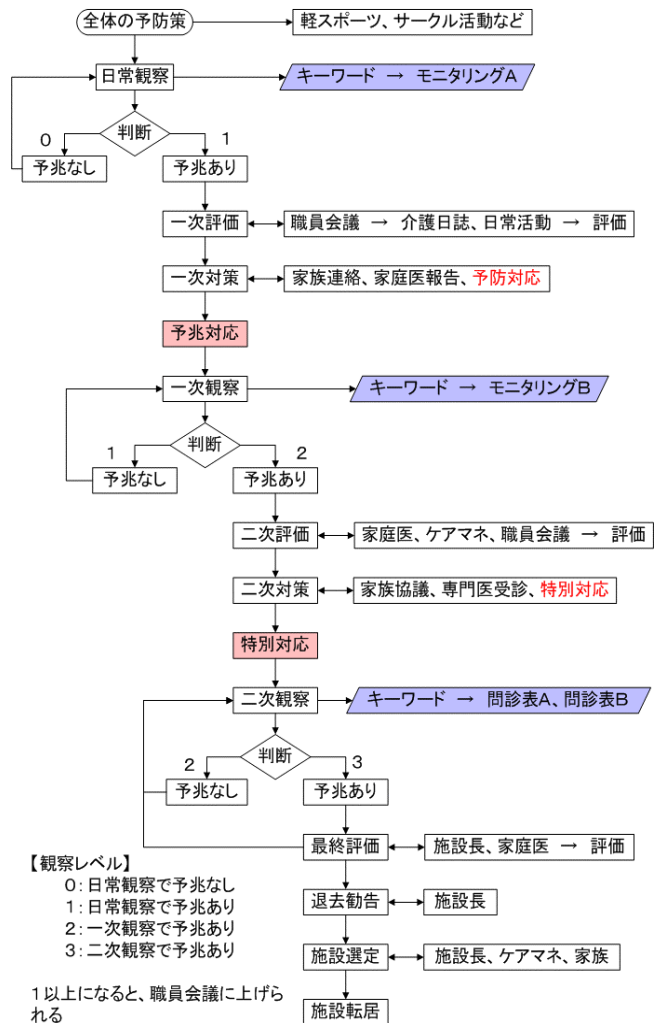 全体の予防策
軽スポーツ、サークル活動など
日常観察
キーワード → モニタリングA
判断
0
1
予兆なし
予兆あり
一次評価
職員会議 → 介護日誌、日常活動 → 評価
一次対策
家族連絡、家庭医報告、予防対応
予兆対応
一次観察
キーワード → モニタリングB
判断
1
2
予兆なし
予兆あり
二次評価
家庭医、ケアマネ、職員会議 → 評価
二次対策
家族協議、専門医受診、特別対応
特別対応
二次観察
キーワード → 問診表A、問診表B
判断
2
3
予兆なし
予兆あり
最終評価
施設長、家庭医 → 評価
退去勧告
施設長
施設選定
施設長、ケアマネ、家族
施設転居
【観察レベル】
0:日常観察で予兆なし
1:日常観察で予兆あり
2:一次観察で予兆あり
3:二次観察で予兆あり
1以上になると、職員会議に上げら
れる